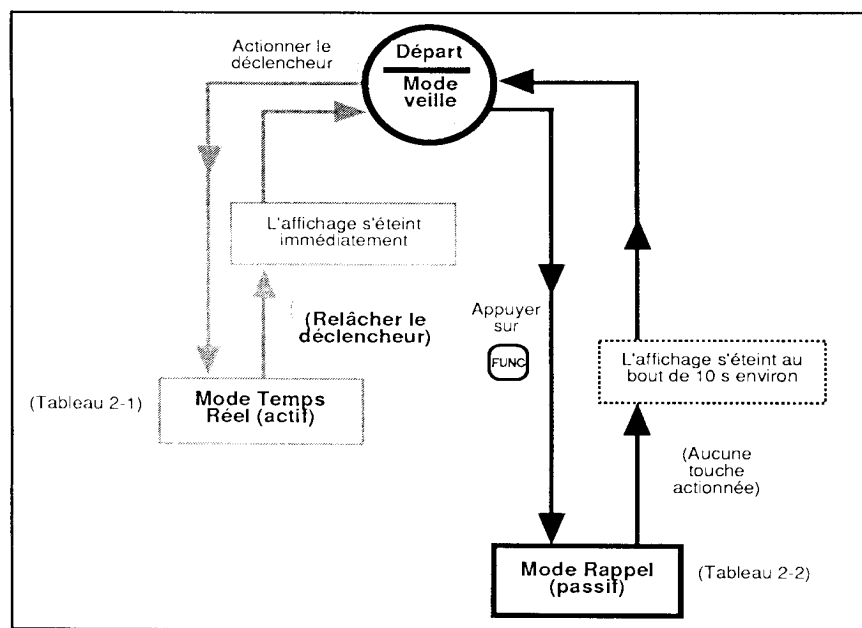 Actionner le
déclencheur
Départ
Mode
veille
L'affichage s'éteint
immédiatement
(Relâcher le
déclencheur)
Appuyer
sur
FUNC
L'affichage s'éteint au
bout de 10 s environ
(Tableau 2-1)
Mode Temps
Réel (actif)
(Aucune
touche
actionnée)
Mode Rappel
(passif)
(Tableau 2-2)